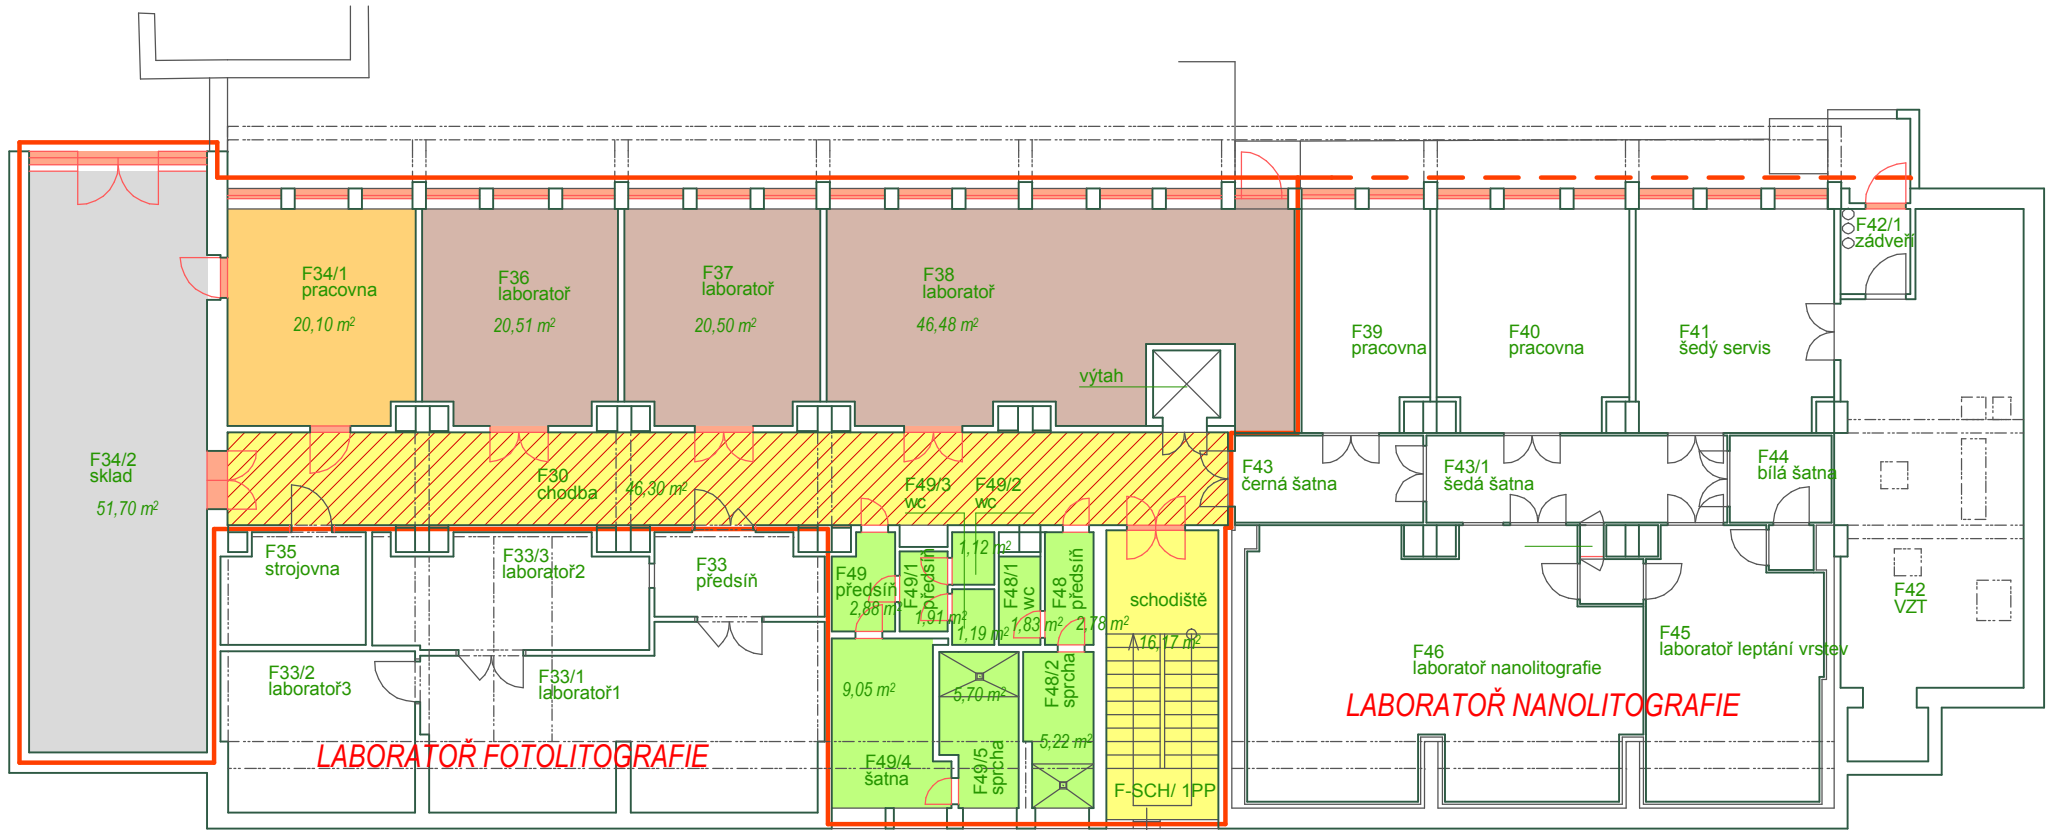 F42/1
zádveří
F34/1
pracovna
20,10 m²
F36
laboratoř
20,51 m²
F37
laboratoř
20,50 m²
F38
laboratoř
46,48 m²
F39
pracovna
F40
pracovna
F41
šedý servis
výtah
F34/2
sklad
51,70 m²
F30
chodba
46,30 m²
F49/3
wc
F49/2
wc
F43
černá šatna
F43/1
šedá šatna
F44
bílá šatna
F35
strojovna
F33/3
laboratoř2
F33
předsíň
F49
předsíň
2,88 m²
F49/1
předsíň
1,91 m²
1,12 m²
1,19 m²
F48/1
wc
1,83 m²
F48
předsíň
2,78 m²
schodiště
16,17 m²
F42
VZT
F33/2
laboratoř3
F33/1
laboratoř1
9,05 m²
5,70 m²
F48/2
sprcha
5,22 m²
F46
laboratoř nanolitografie
F45
laboratoř leptání vrstev
LABORATOŘ NANOLITOGRAFIE
LABORATOŘ FOTOLITOGRAFIE
F49/4
šatna
F49/5
sprcha
F-SCH/ 1PP